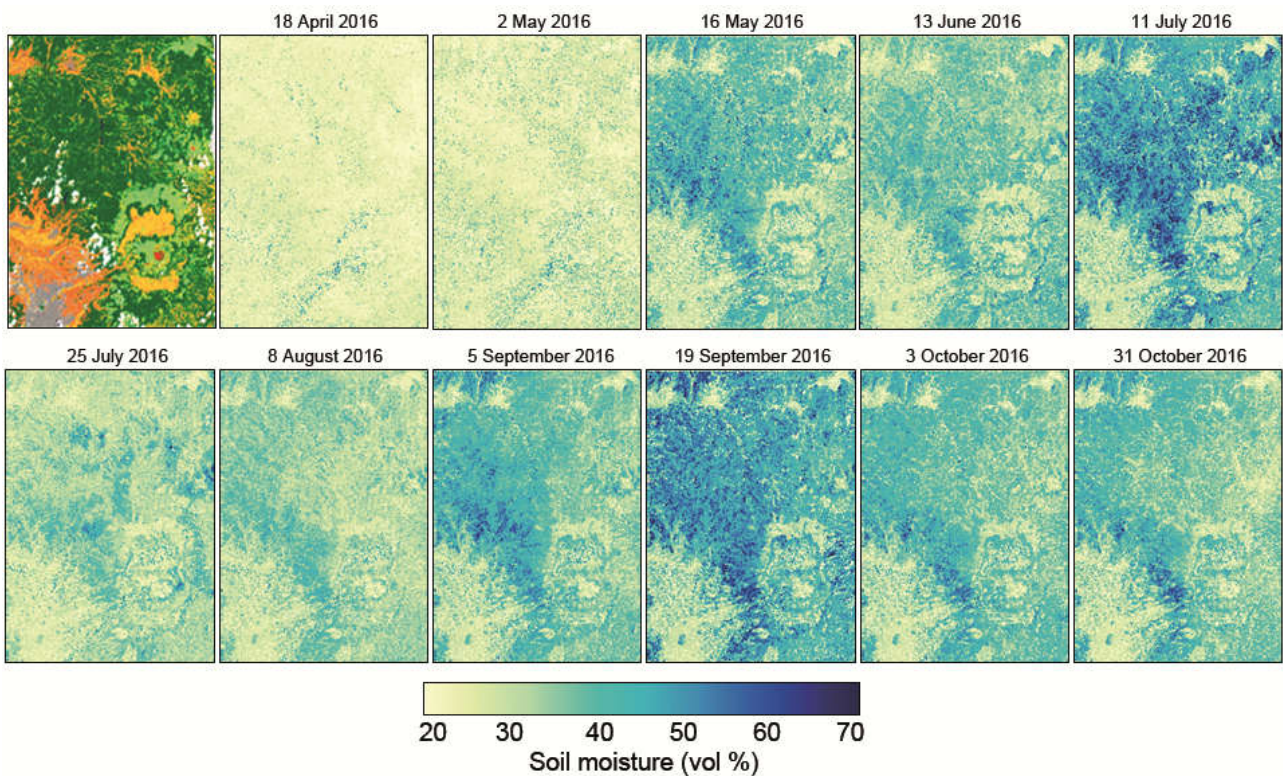 18 April 2016
2 May 2016
16 May 2016
13 June 2016
11 July 2016
25 July 2016
8 August 2016
5 September 2016
19 September 2016
3 October 2016
31 October 2016
20 30 40 50 60 70
Soil moisture (vol %)